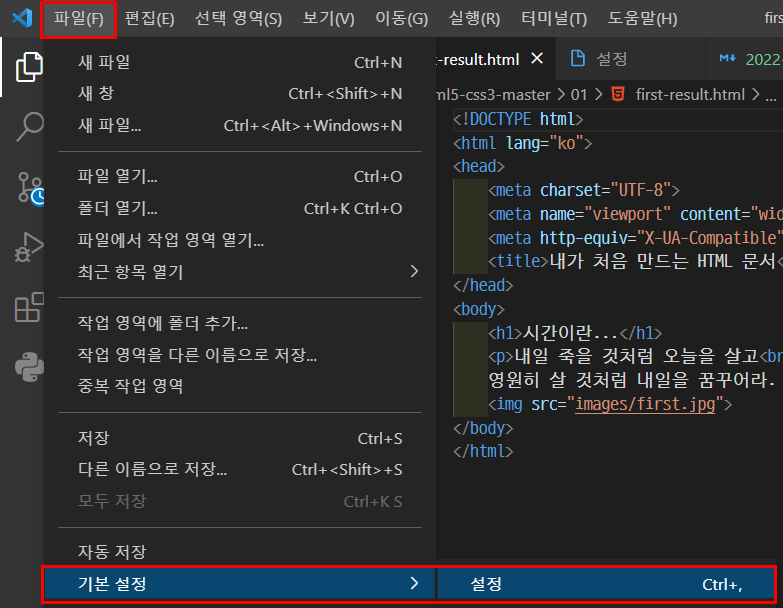 파일(F) 편집(E) 선택 영역(S) 보기(V) 이동(G) 실행(R) 터미널(T) 도움말(H) firs
새 파일 Ctrl+N
새 창 Ctrl+<Shift>+N
새 파일... Ctrl+<Alt>+Windows+N
파일 열기... Ctrl+O
폴더 열기... Ctrl+K Ctrl+O
파일에서 작업 영역 열기...
최근 항목 열기 >
작업 영역에 폴더 추가...
작업 영역을 다른 이름으로 저장...
중복 작업 영역
저장 Ctrl+S
다른 이름으로 저장... Ctrl+<Shift>+S
모두 저장 Ctrl+K S
자동 저장
기본 설정 >
설정 Ctrl+,
t-result.html × 설정 2022-
ml5-css3-master > 01 > first-result.html > ...
<!DOCTYPE html>
<html lang="ko">
<head>
<meta charset="UTF-8">
<meta name="viewport" content="wid
<meta http-equiv="X-UA-Compatible"
<title>내가 처음 만드는 HTML 문서<
</head>
<body>
<h1>시간이란...</h1>
<p>내일 죽을 것처럼 오늘을 살고<br
영원히 살 것처럼 내일을 꿈꾸어라.
<img src="images/first.jpg">
</body>
</html>